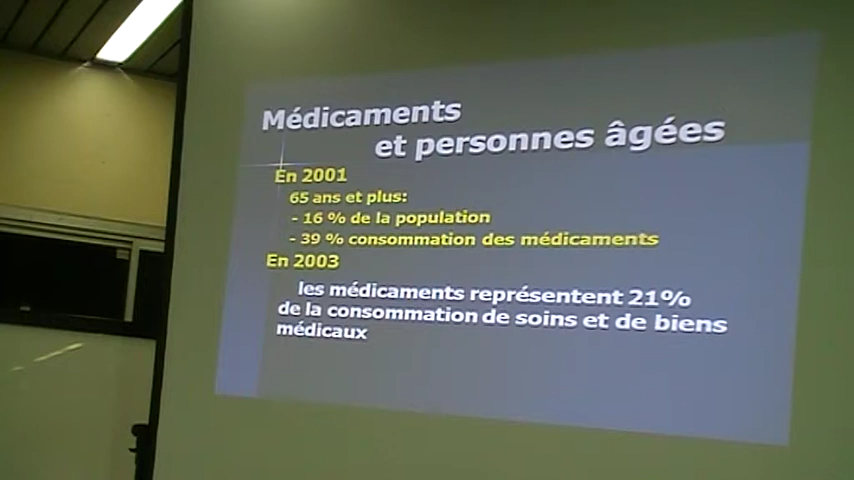 Médicaments
et personnes âgées
En 2001
65 ans et plus:
- 16 % de la population
- 39 % consommation des médicaments
En 2003
les médicaments représentent 21%
de la consommation de soins et de biens
médicaux